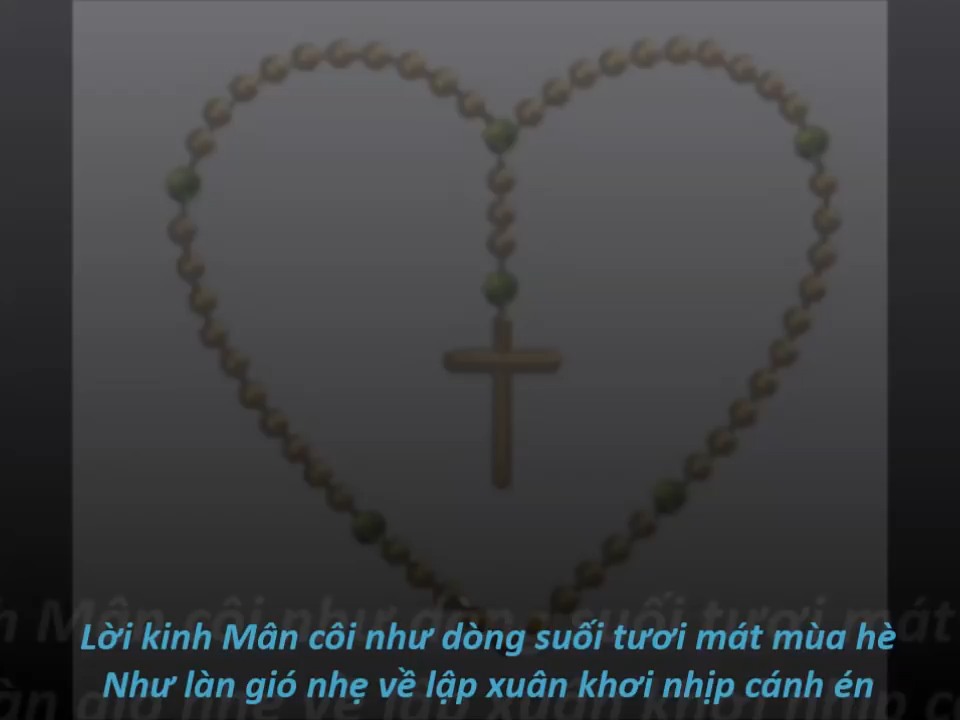 Lời kinh Mân côi như dòng suối tươi mát mùa hè
Như làn gió nhẹ về lập xuân khơi nhịp cánh én